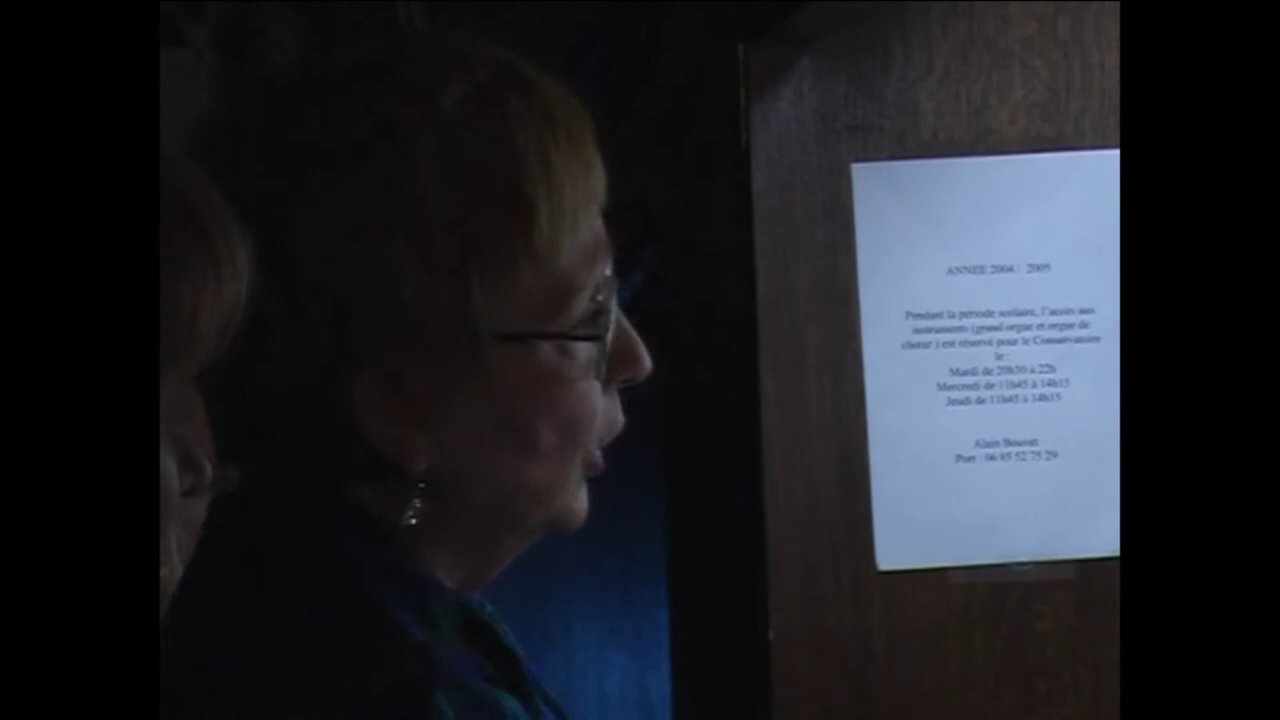 ANNEE 2004 / 2005
Pendant la période scolaire, l'accès aux
instruments (grand orgue et orgue de
chœur ) est réservé pour le Conservatoire
le :
Mardi de 20h30 à 22h
Mercredi de 11h45 à 14h15
Jeudi de 11h45 à 14h15
Alain Bouvet
Port : 06 85 52 75 29